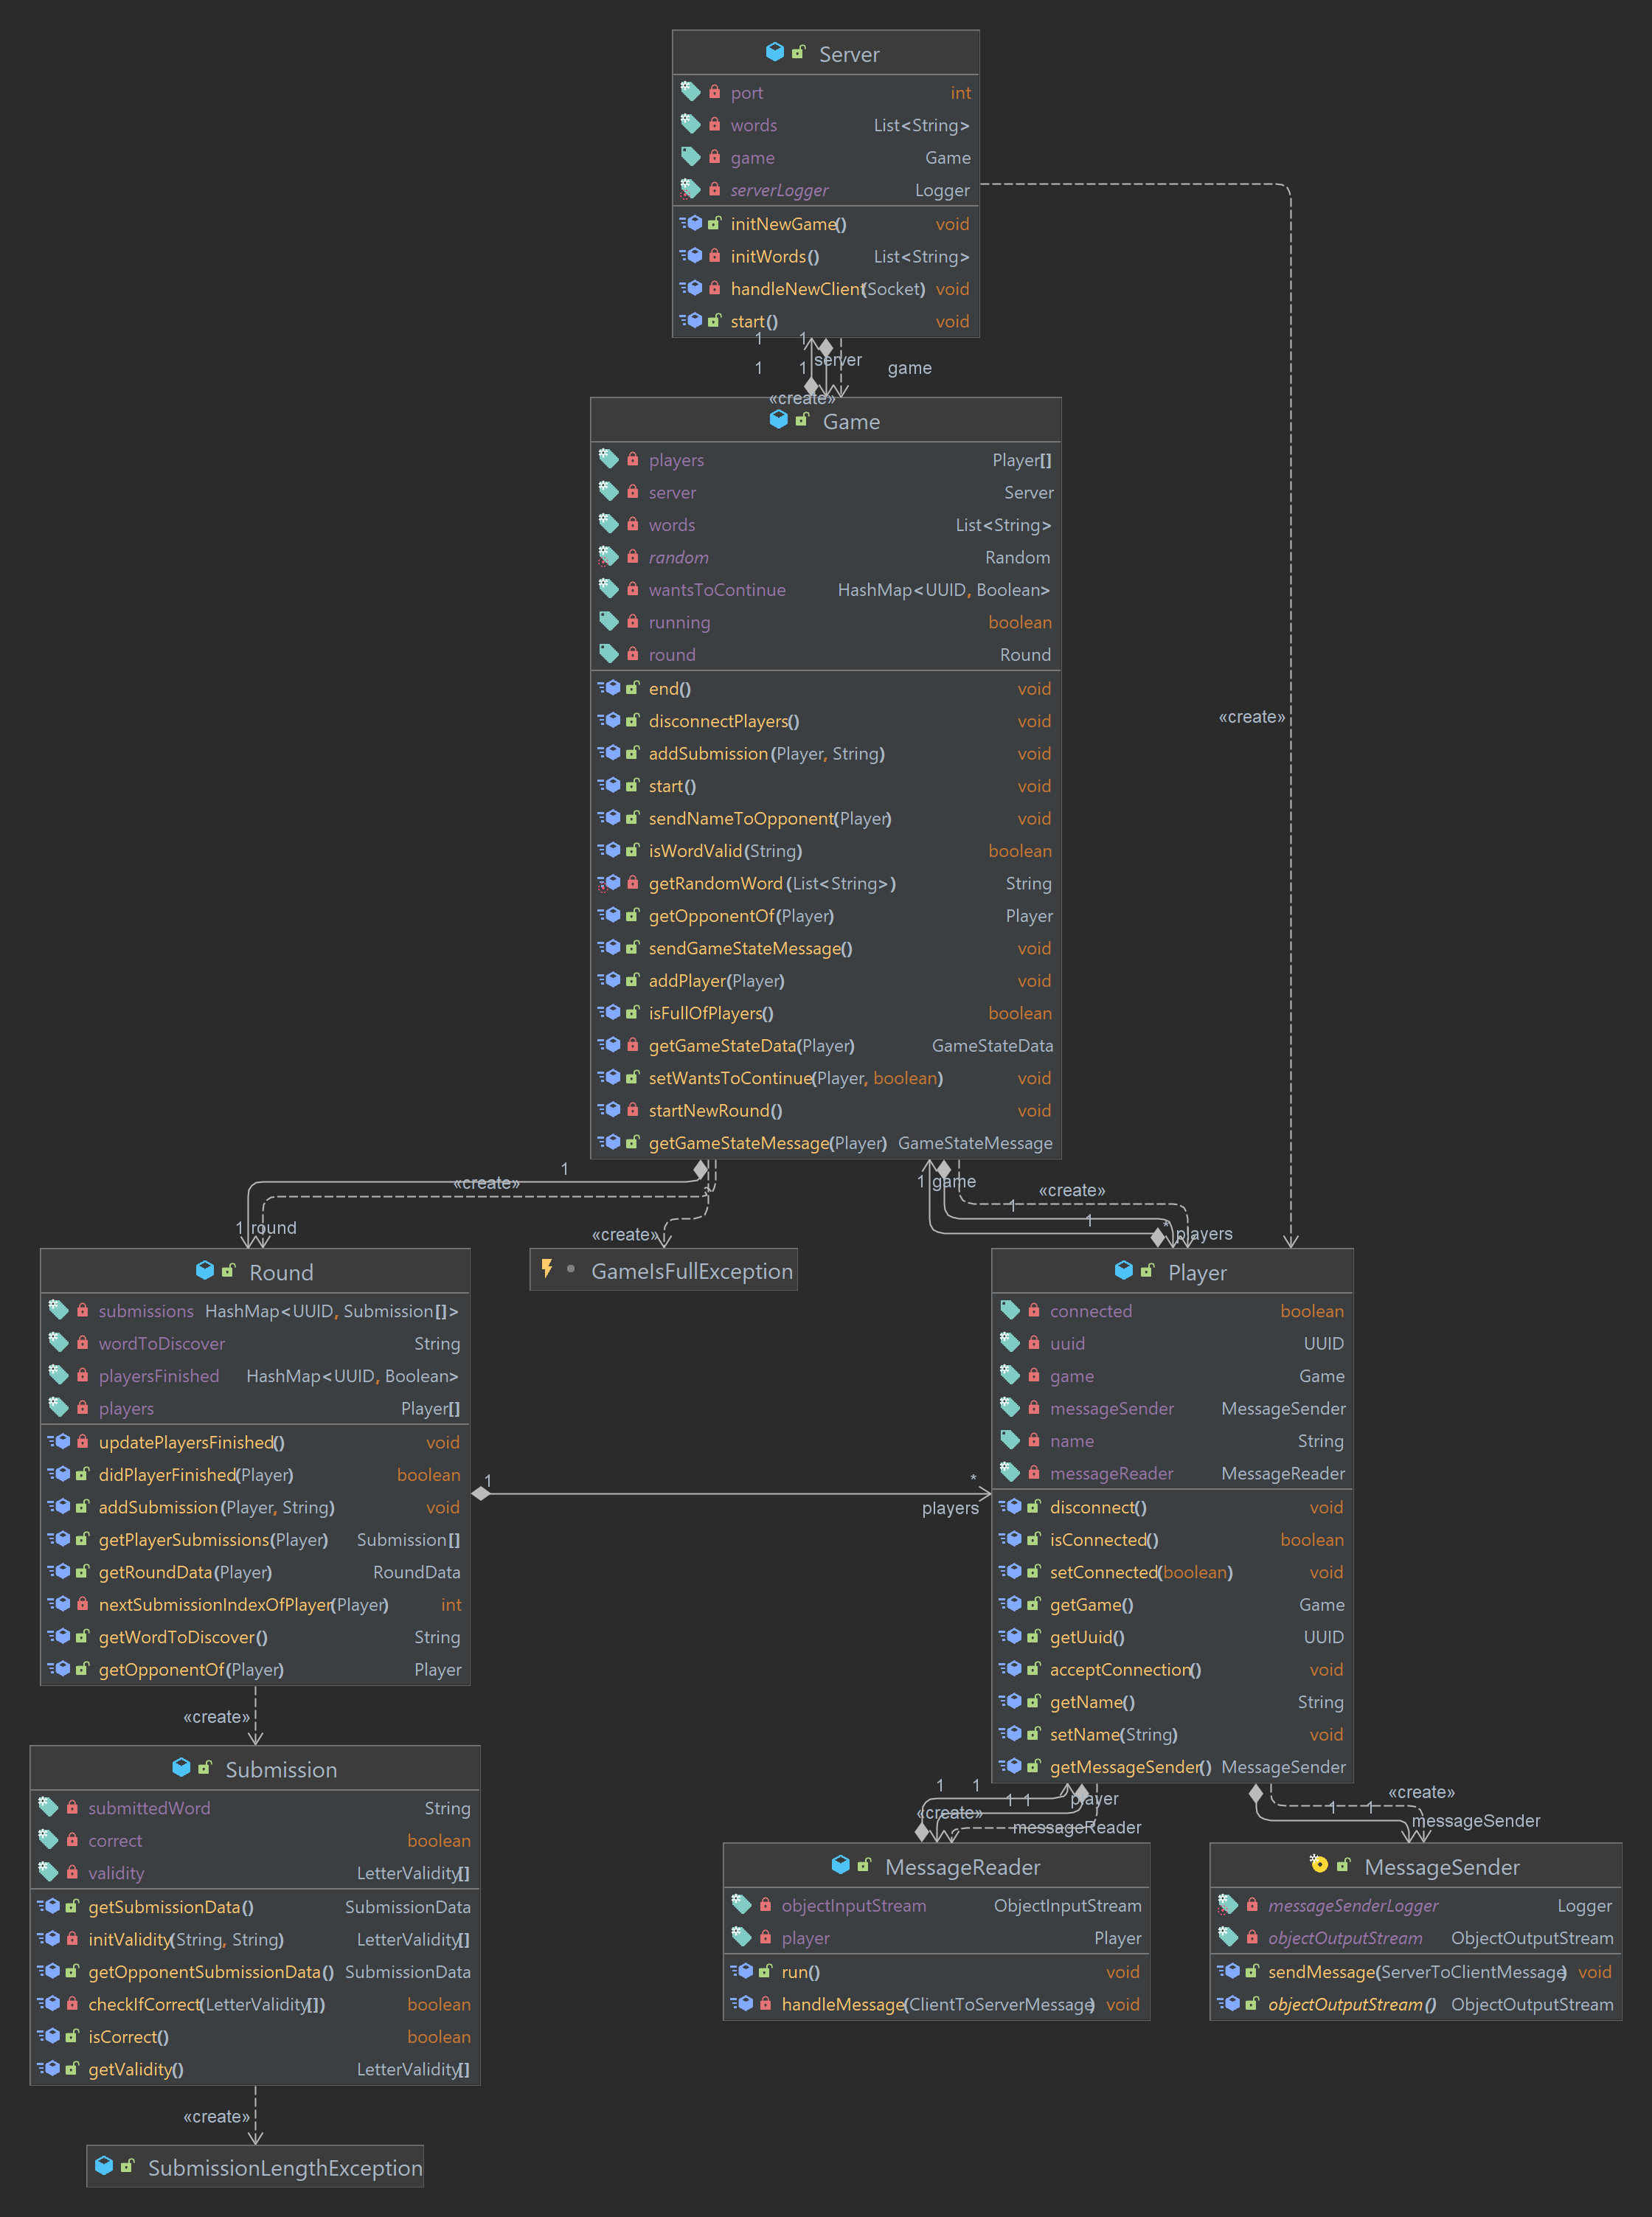 Server
port int
words List<String>
game Game
serverLogger Logger
initNewGame() void
initWords() List<String>
handleNewClient(Socket) void
start() void
1 1
server
1 1 game
«create»
Game
players Player[]
server Server
words List<String>
random Random
wantsToContinue HashMap<UUID, Boolean>
running boolean
round Round
end() void
disconnectPlayers() void
addSubmission(Player, String) void
start() void
sendNameToOpponent(Player) void
isWordValid(String) boolean
getRandomWord(List<String>) String
getOpponentOf(Player) Player
sendGameStateMessage() void
addPlayer(Player) void
isFullOfPlayers() boolean
getGameStateData(Player) GameStateData
setWantsToContinue(Player, boolean) void
startNewRound() void
getGameStateMessage(Player) GameStateMessage
«create»
1
«create»
1 round
«create»
1 game
«create»
1
1
* players
Round
submissions HashMap<UUID, Submission[]>
wordToDiscover String
playersFinished HashMap<UUID, Boolean>
players Player[]
updatePlayersFinished() void
didPlayerFinished(Player) boolean
addSubmission(Player, String) void
getPlayerSubmissions(Player) Submission[]
getRoundData(Player) RoundData
nextSubmissionIndexOfPlayer(Player) int
getWordToDiscover() String
getOpponentOf(Player) Player
GameIsFullException
Player
connected boolean
uuid UUID
game Game
messageSender MessageSender
name String
messageReader MessageReader
disconnect() void
isConnected() boolean
setConnected(boolean) void
getGame() Game
getUuid() UUID
acceptConnection() void
getName() String
setName(String) void
getMessageSender() MessageSender
1 *
players
«create»
Submission
submittedWord String
correct boolean
validity LetterValidity[]
getSubmissionData() SubmissionData
initValidity(String, String) LetterValidity[]
getOpponentSubmissionData() SubmissionData
checkIfCorrect(LetterValidity[]) boolean
isCorrect() boolean
getValidity() LetterValidity[]
«create»
SubmissionLengthException
1 1
1 1 player
«create»
messageReader
«create»
1 1
messageSender
MessageReader
objectInputStream ObjectInputStream
player Player
run() void
handleMessage(ClientToServerMessage) void
MessageSender
messageSenderLogger Logger
objectOutputStream ObjectOutputStream
sendMessage(ServerToClientMessage) void
objectOutputStream() ObjectOutputStream